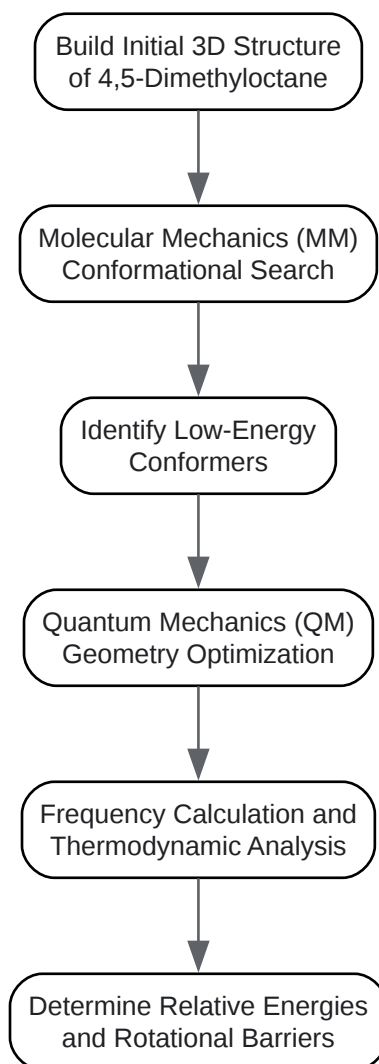 Build Initial 3D Structure
of 4,5-Dimethyloctane
Molecular Mechanics (MM)
Conformational Search
Identify Low-Energy
Conformers
Quantum Mechanics (QM)
Geometry Optimization
Frequency Calculation and
Thermodynamic Analysis
Determine Relative Energies
and Rotational Barriers